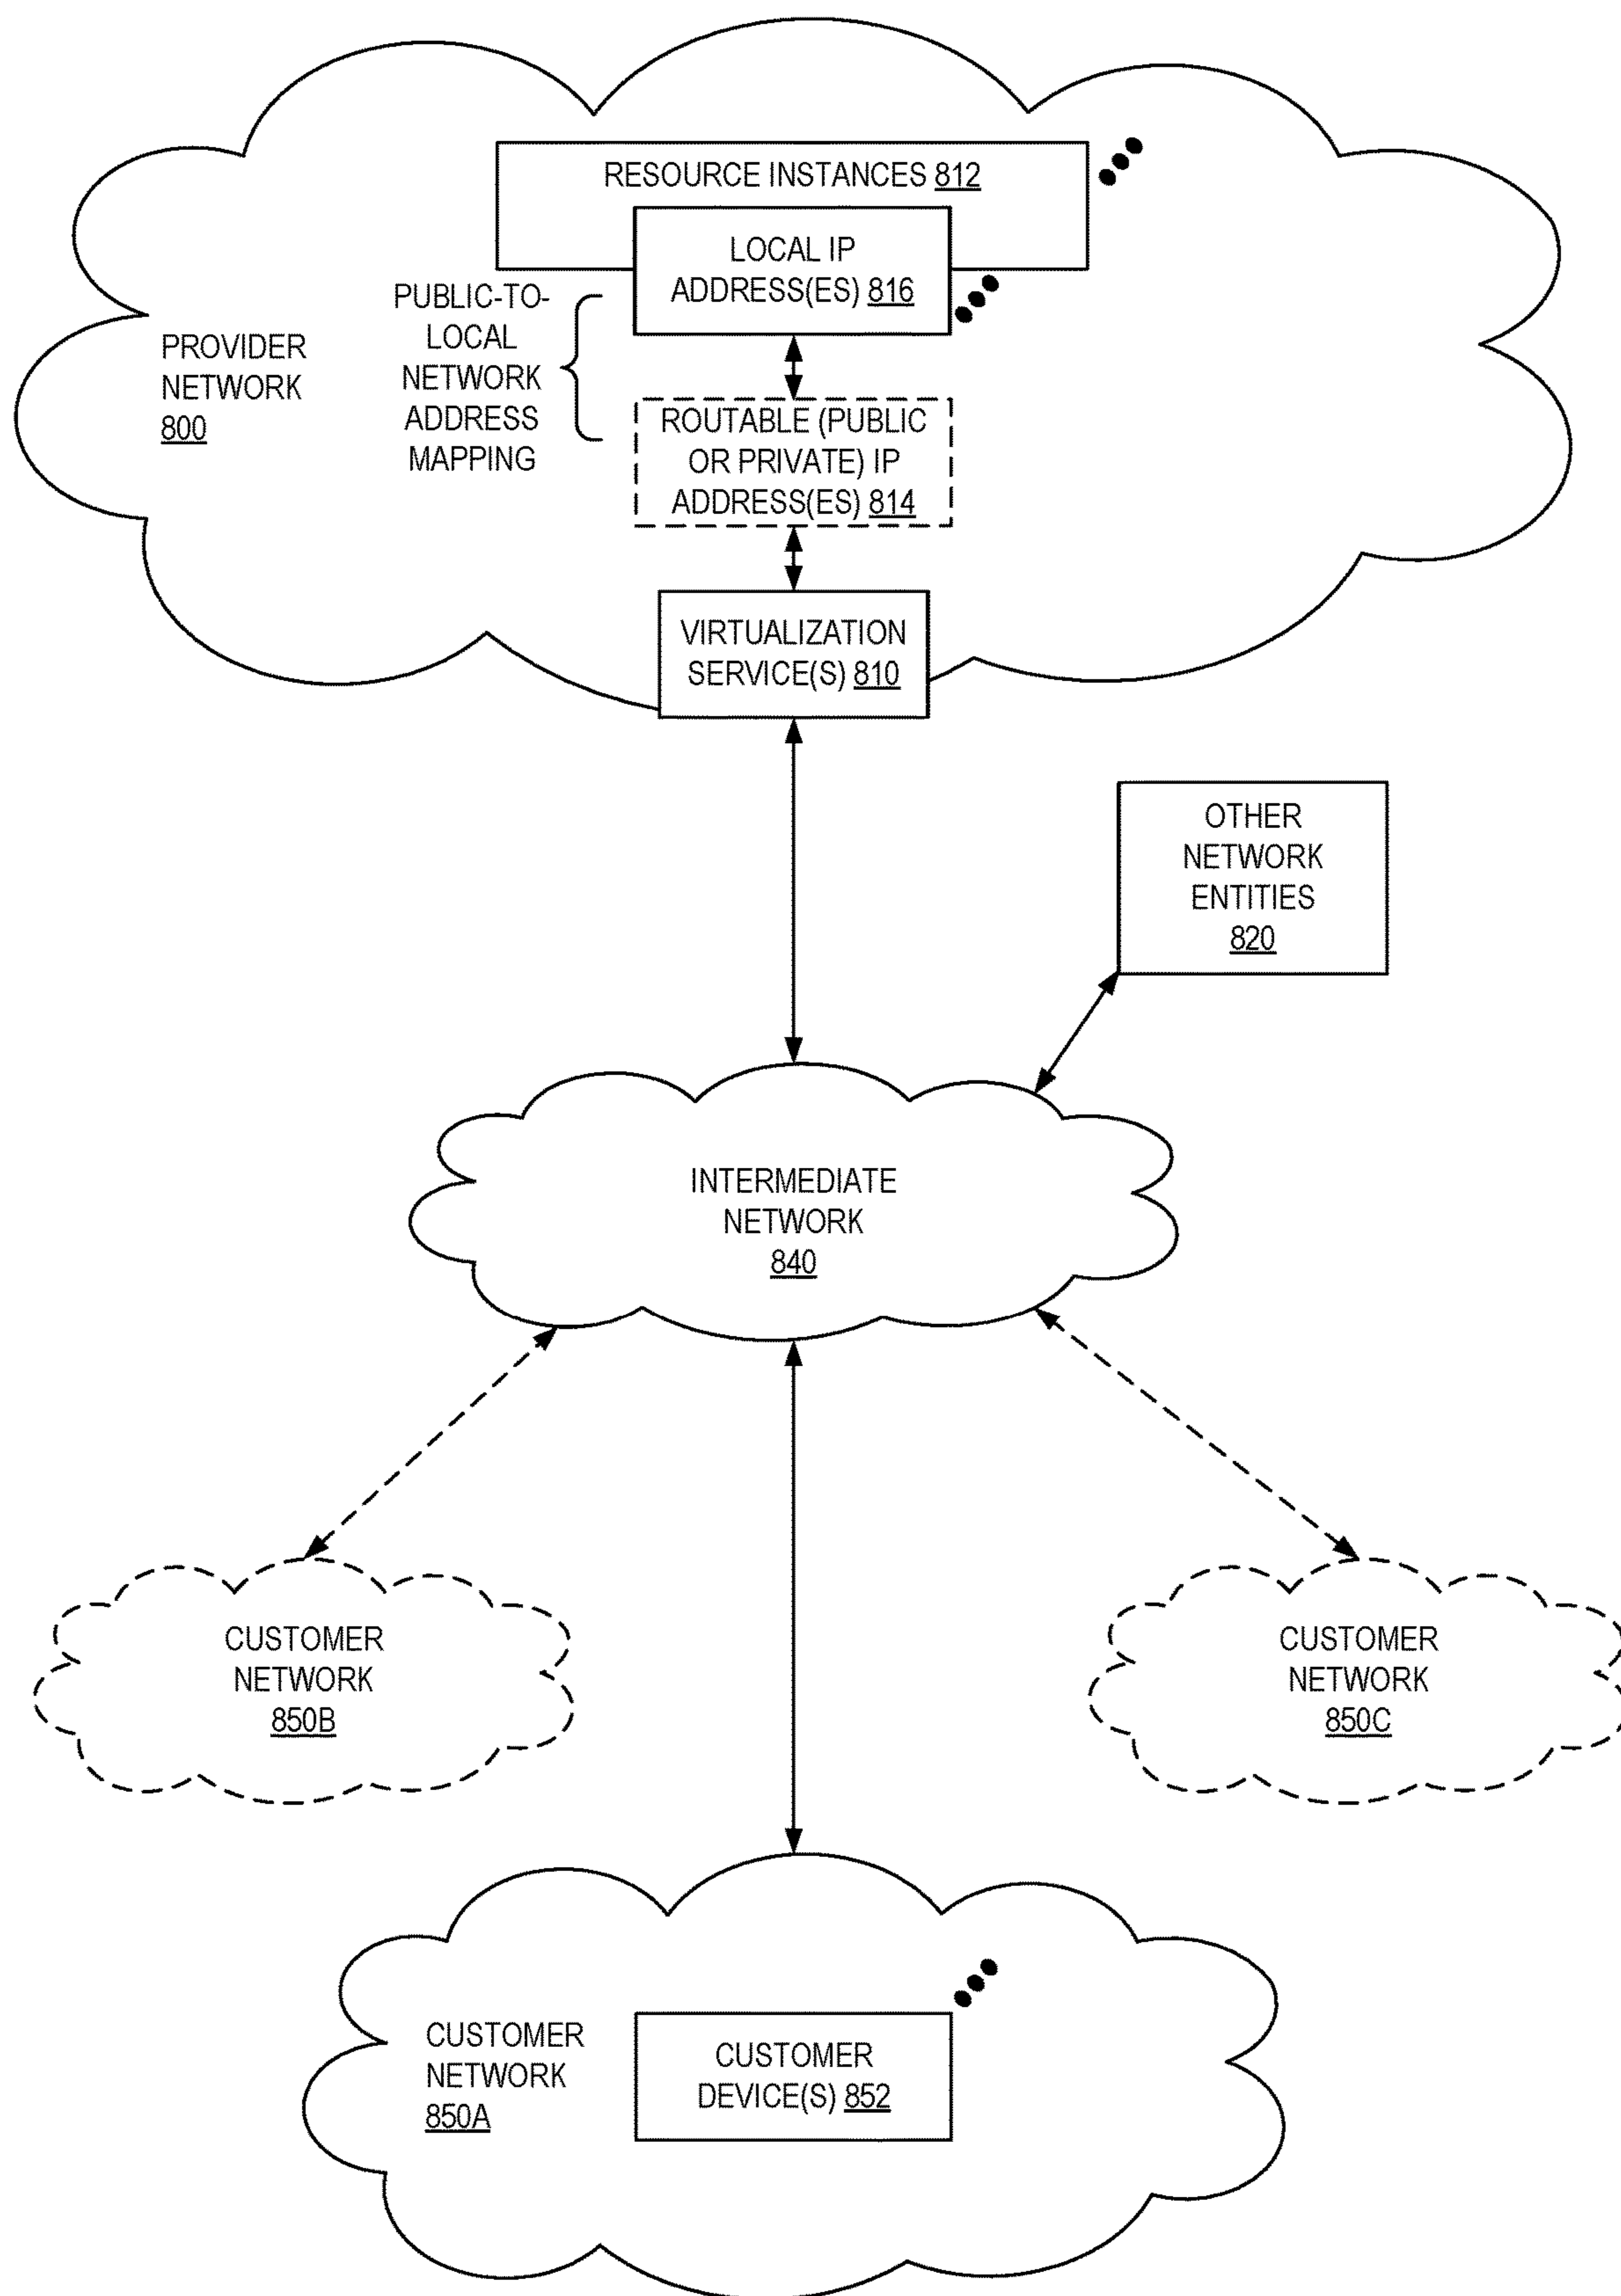 RESOURCE INSTANCES 812
LOCAL IP
ADDRESS(ES) 816
PUBLIC-TO-
LOCAL
NETWORK
ADDRESS
MAPPING
PROVIDER
NETWORK
800
ROUTABLE (PUBLIC
OR PRIVATE) IP
ADDRESS(ES) 814
VIRTUALIZATION
SERVICE(S) 810
OTHER
NETWORK
ENTITIES
820
INTERMEDIATE
NETWORK
840
CUSTOMER
NETWORK
850B
CUSTOMER
NETWORK
850C
CUSTOMER
NETWORK
850A
CUSTOMER
DEVICE(S) 852